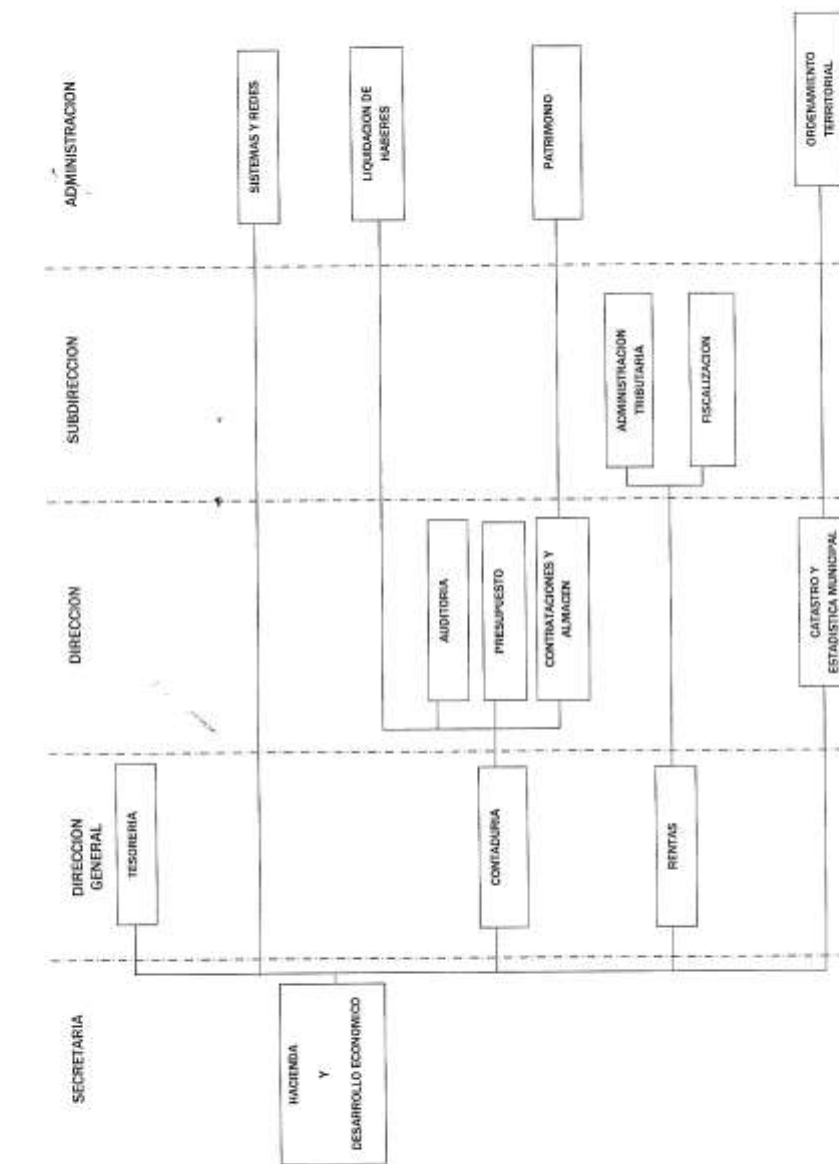 SECRETARIA
DIRECCION
GENERAL
DIRECCION
SUBDIRECCION
ADMINISTRACION
HACIENDA
Y
DESARROLLO ECONOMICO
TESORERIA
SISTEMAS Y REDES
LIQUIDACION DE
HABERES
CONTADURIA
AUDITORIA
PRESUPUESTO
CONTRATACIONES Y
ALMACEN
PATRIMONIO
RENTAS
ADMINISTRACION
TRIBUTARIA
FISCALIZACION
CATASTRO Y
ESTADISTICA MUNICIPAL
ORDENAMIENTO
TERRITORIAL